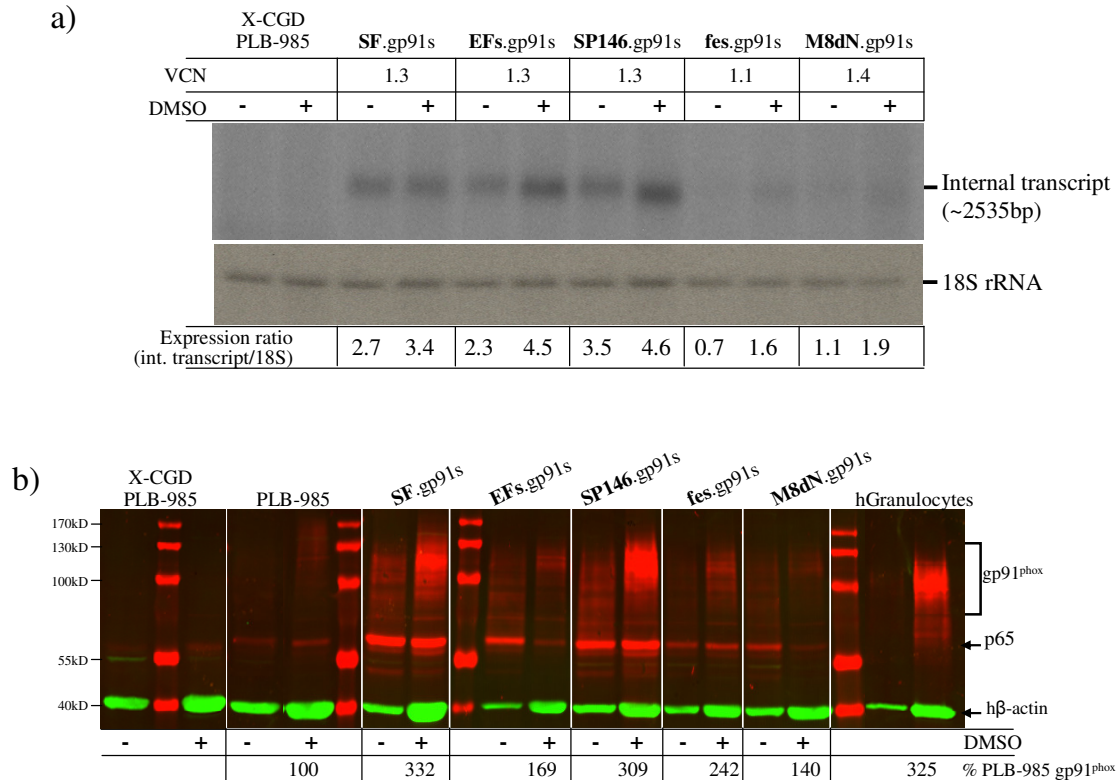 a)
X-CGD
PLB-985 SF.gp91s EFs.gp91s SP146.gp91s fes.gp91s M8dN.gp91s
VCN 1.3 1.3 1.3 1.1 1.4
DMSO - + - + - + - + - + - +
Internal transcript
(~2535bp)
18S rRNA
Expression ratio
(int. transcript/18S) 2.7 3.4 2.3 4.5 3.5 4.6 0.7 1.6 1.1 1.9
b)
X-CGD
PLB-985 PLB-985 SF.gp91s EFs.gp91s SP146.gp91s fes.gp91s M8dN.gp91s hGranulocytes
170kD
130kD
100kD
gp91phox
p65
55kD
40kD
hβ-actin
- + - + - + - + - + - + - + DMSO
100 332 169 309 242 140 325 % PLB-985 gp91phox